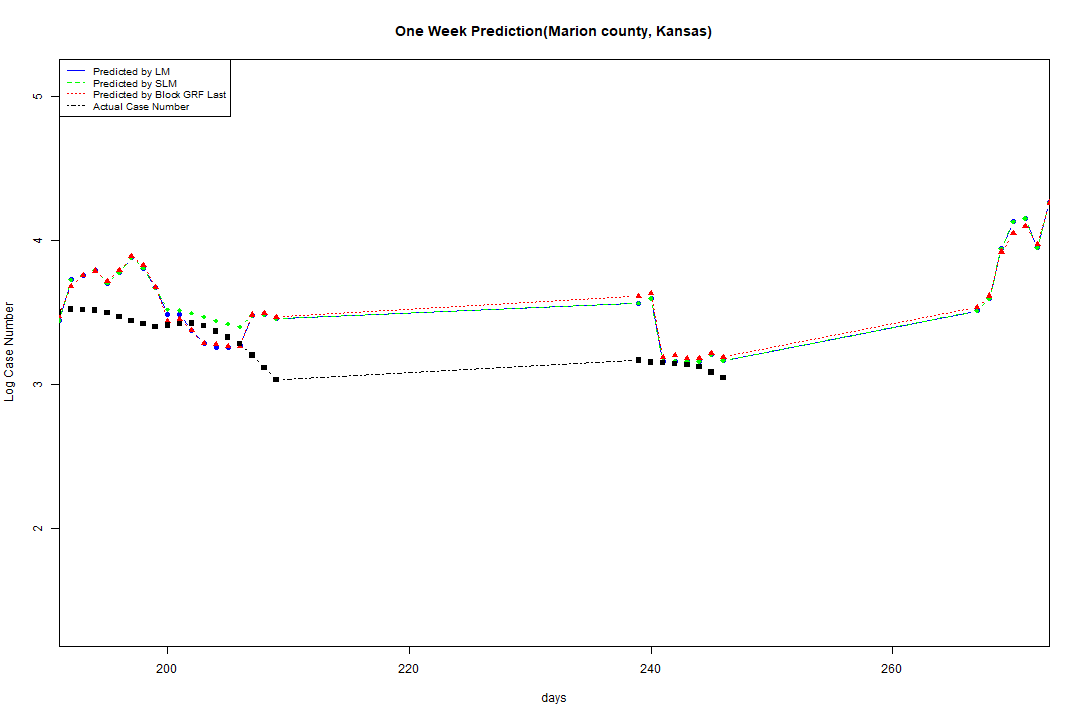 One Week Prediction(Marion county, Kansas)
Predicted by LM
Predicted by SLM
Predicted by Block GRF Last
Actual Case Number
5
4
3
2
Log Case Number
200 220 240 260
days